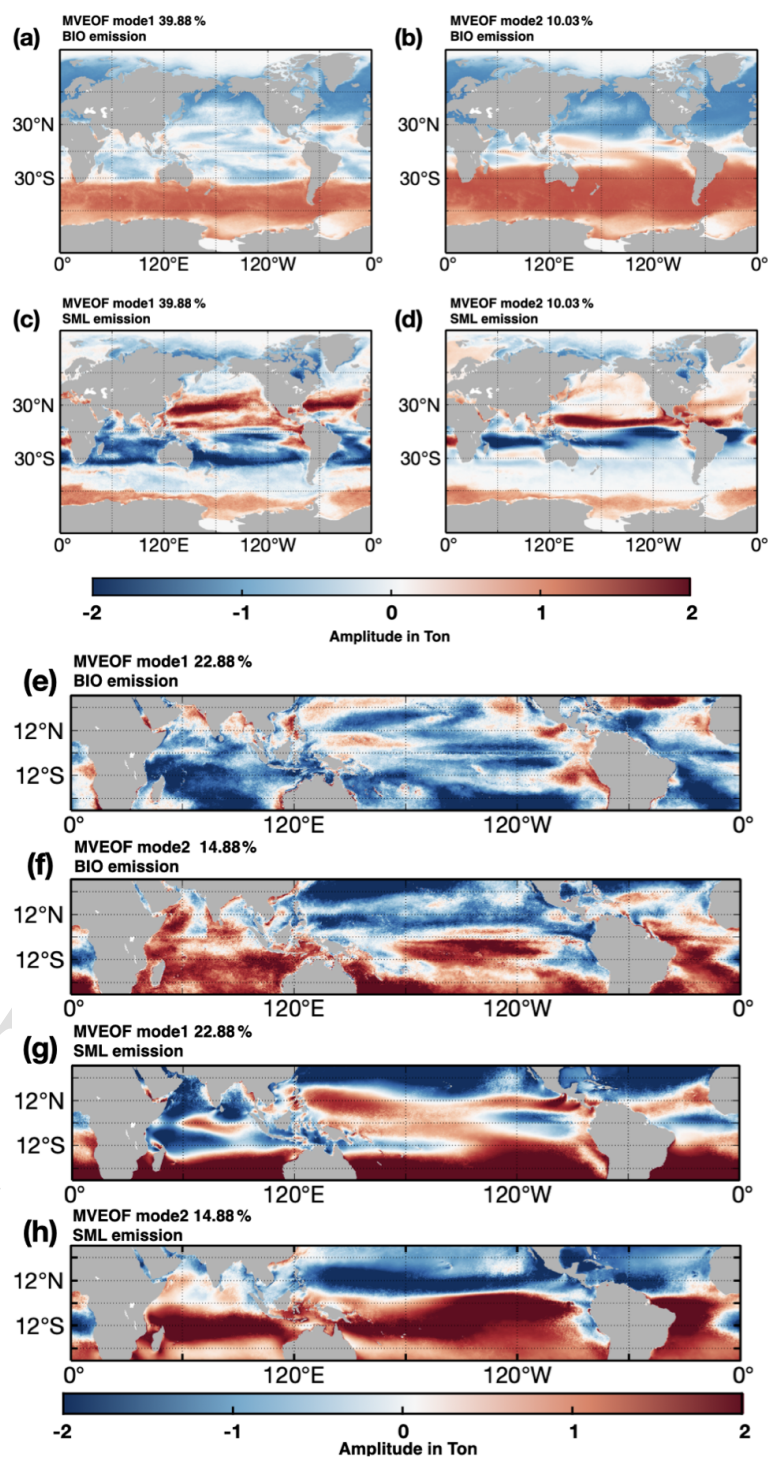 (a) MVEOF mode1 39.88 %
BIO emission
(b) MVEOF mode2 10.03 %
BIO emission
30°N
30°S
0° 120°E 120°W 0°
30°N
30°S
0° 120°E 120°W 0°
(c) MVEOF mode1 39.88 %
SML emission
(d) MVEOF mode2 10.03 %
SML emission
30°N
30°S
0° 120°E 120°W 0°
30°N
30°S
0° 120°E 120°W 0°
-2 -1 0 1 2
Amplitude in Ton
(e) MVEOF mode1 22.88 %
BIO emission
12°N
12°S
0° 120°E 120°W 0°
(f) MVEOF mode2 14.88%
BIO emission
12°N
12°S
0° 120°E 120°W 0°
(g) MVEOF mode1 22.88 %
SML emission
12°N
12°S
0° 120°E 120°W 0°
(h) MVEOF mode2 14.88 %
SML emission
12°N
12°S
0° 120°E 120°W 0°
-2 -1 0 1 2
Amplitude in Ton